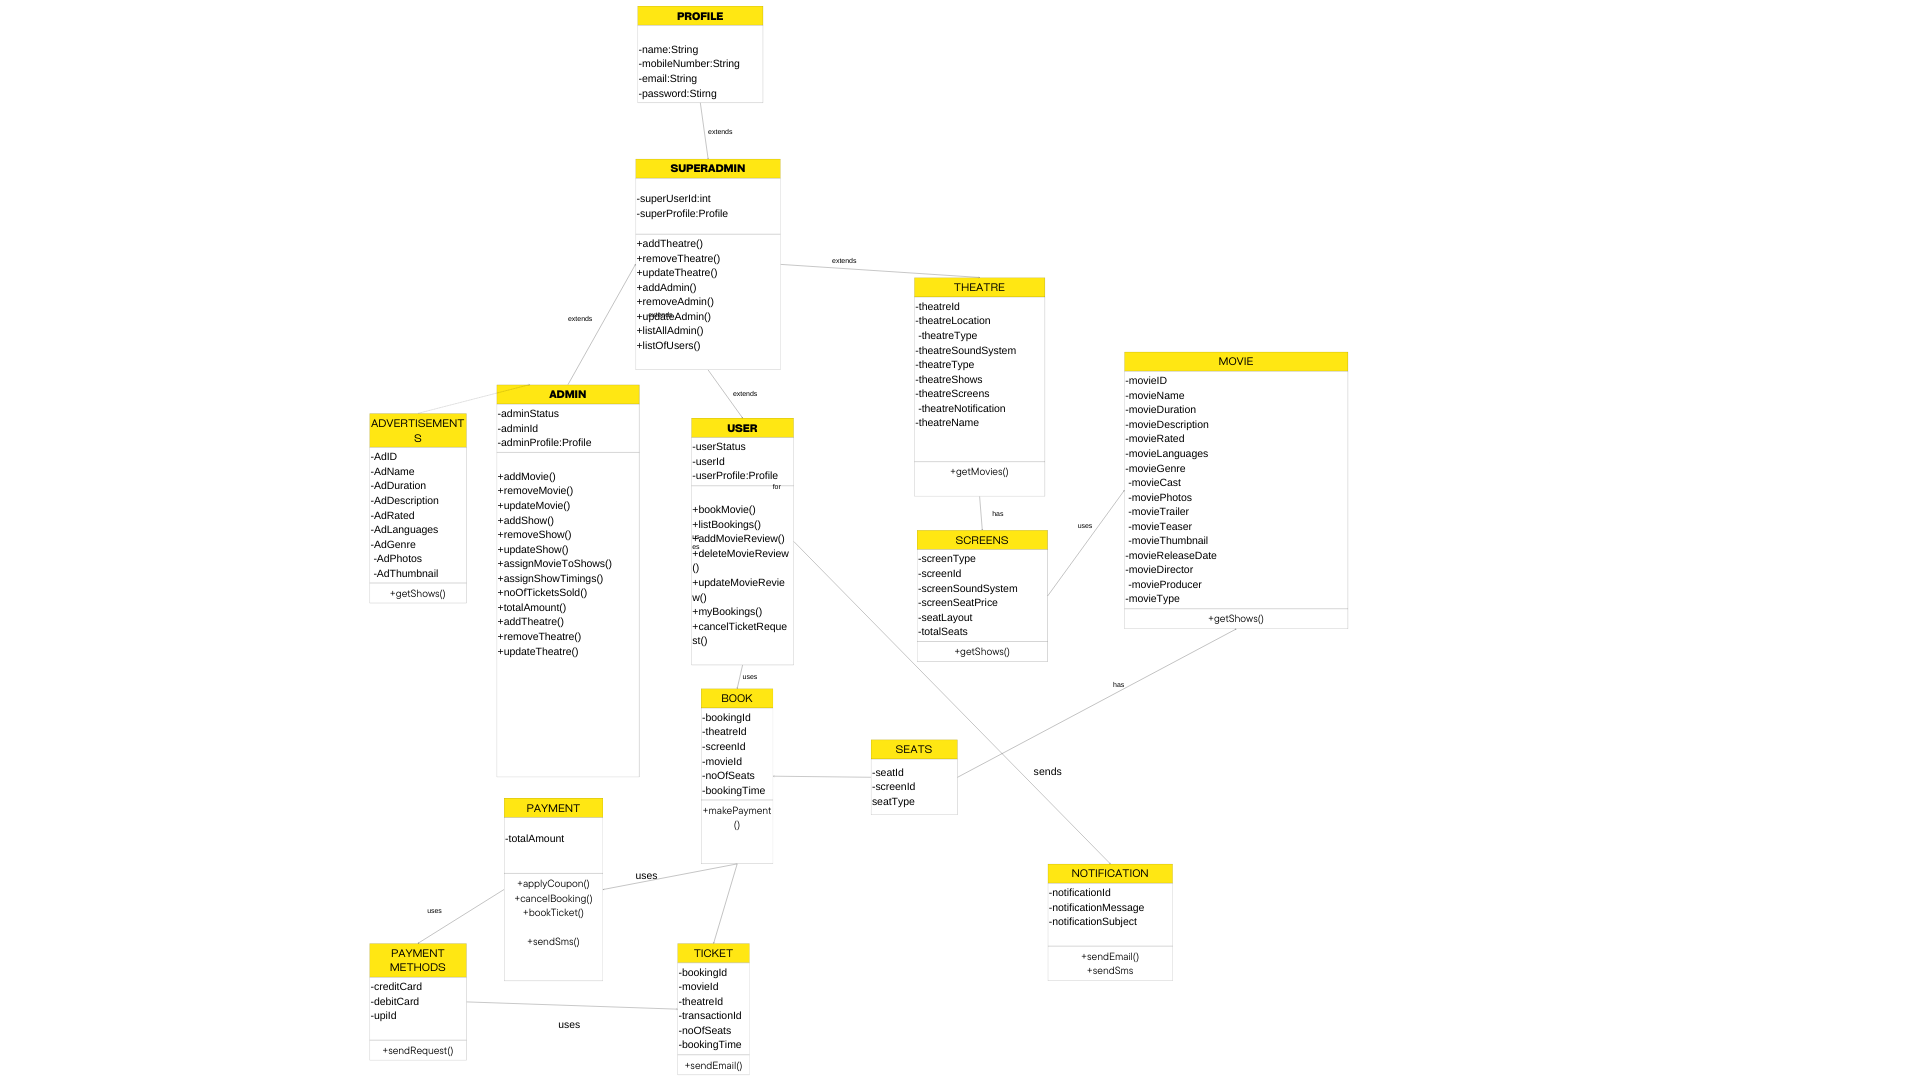 PROFILE
-name:String
-mobileNumber:String
-email:String
-password:Stirng
extends
SUPERADMIN
-superUserId:int
-superProfile:Profile
+addTheatre()
+removeTheatre()
+updateTheatre()
+addAdmin()
+removeAdmin()
+updateAdmin()
+listAllAdmin()
+listOfUsers()
extends
extends
extends
extends
THEATRE
-theatreId
-theatreLocation
-theatreType
-theatreSoundSystem
-theatreType
-theatreShows
-theatreScreens
-theatreNotification
-theatreName
+getMovies()
has
MOVIE
-movieID
-movieName
-movieDuration
-movieDescription
-movieRated
-movieLanguages
-movieGenre
-movieCast
-moviePhotos
-movieTrailer
-movieTeaser
-movieThumbnail
-movieReleaseDate
-movieDirector
-movieProducer
-movieType
+getShows()
uses
has
ADVERTISEMENT
S
-AdID
-AdName
-AdDuration
-AdDescription
-AdRated
-AdLanguages
-AdGenre
-AdPhotos
-AdThumbnail
+getShows()
ADMIN
-adminStatus
-adminId
-adminProfile:Profile
+addMovie()
+removeMovie()
+updateMovie()
+addShow()
+removeShow()
+updateShow()
+assignMovieToShows()
+assignShowTimings()
+noOfTicketsSold()
+totalAmount()
+addTheatre()
+removeTheatre()
+updateTheatre()
USER
-userStatus
-userId
-userProfile:Profile
for
+bookMovie()
+listBookings()
+addMovieReview()
us
es
+deleteMovieReview
()
+updateMovieRevie
w()
+myBookings()
+cancelTicketReque
st()
uses
SCREENS
-screenType
-screenId
-screenSoundSystem
-screenSeatPrice
-seatLayout
-totalSeats
+getShows()
BOOK
-bookingId
-theatreId
-screenId
-movieId
-noOfSeats
-bookingTime
+makePayment
()
SEATS
-seatId
-screenId
seatType
sends
PAYMENT
-totalAmount
+applyCoupon()
+cancelBooking()
+bookTicket()
+sendSms()
uses
uses
NOTIFICATION
-notificationId
-notificationMessage
-notificationSubject
+sendEmail()
+sendSms
PAYMENT
METHODS
-creditCard
-debitCard
-upiId
+sendRequest()
uses
TICKET
-bookingId
-movieId
-theatreId
-transactionId
-noOfSeats
-bookingTime
+sendEmail()